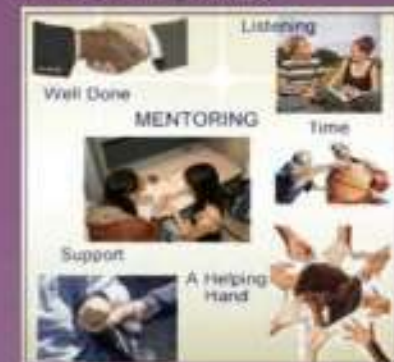 Listening
Well Done
MENTORING
Time
Support
A Helping
Hand